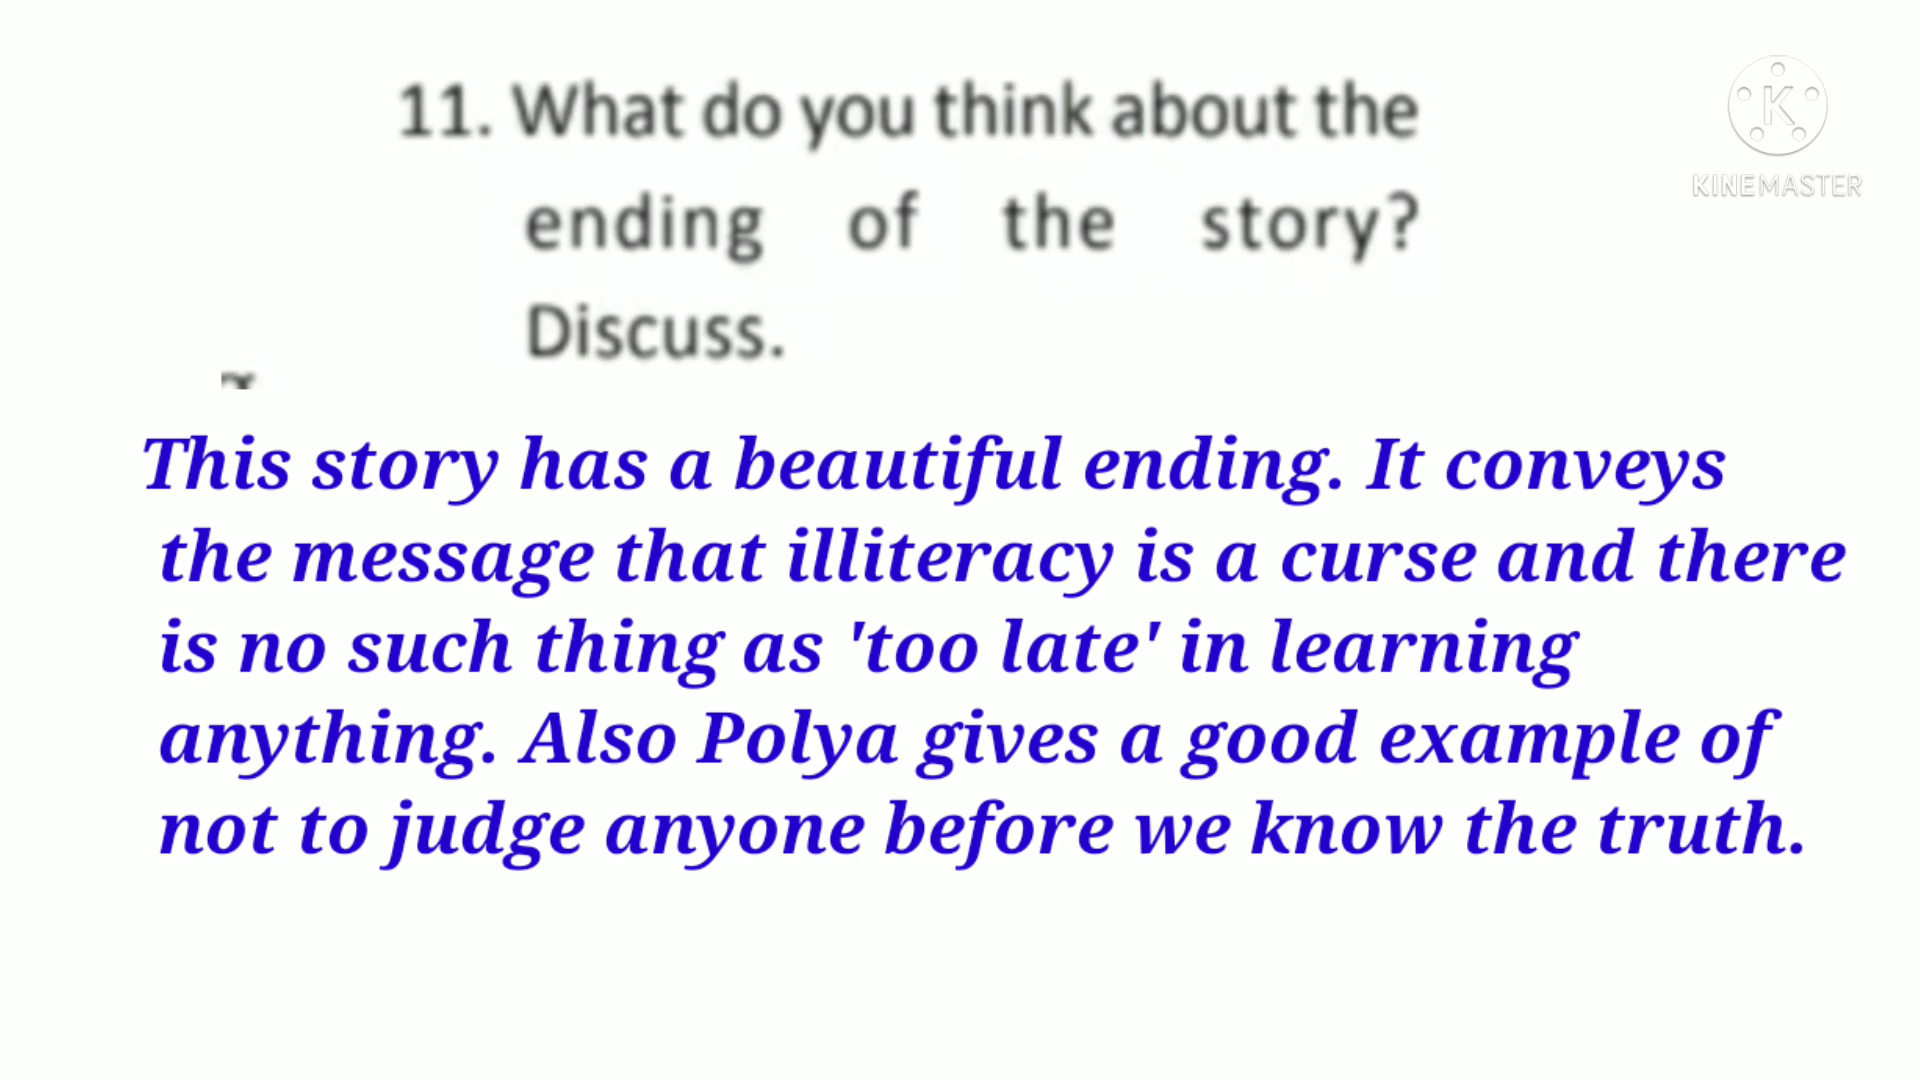 11. What do you think about the
ending of the story?
Discuss.
K
KINEMASTER
This story has a beautiful ending. It conveys
the message that illiteracy is a curse and there
is no such thing as 'too late' in learning
anything. Also Polya gives a good example of
not to judge anyone before we know the truth.